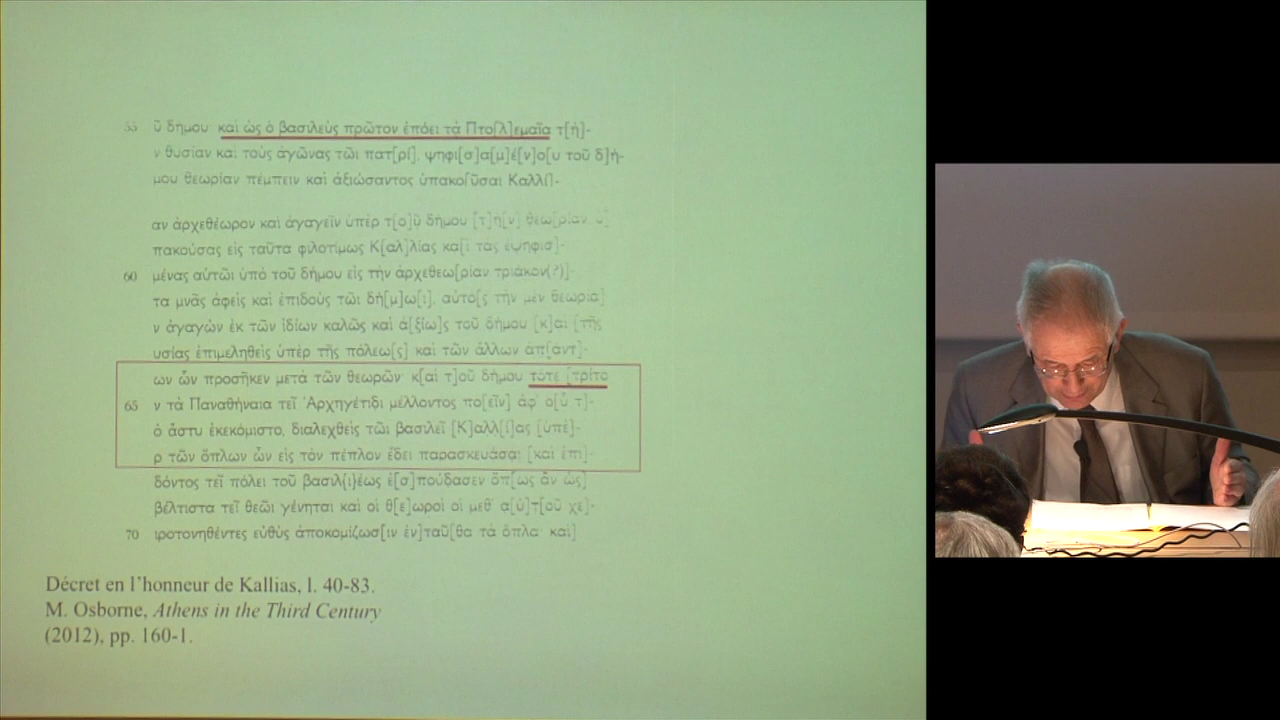 55 ῦ δήμου καὶ ὡς ὁ βασιλεὺς πρῶτον ἐπόει τὰ Πτο[λ]εμαῖα τ[ὴ]-
ν θυσίαν καὶ τοὺς ἀγῶνας τῶι πατ[ρί], ψηφι[σ]α[μ]έ[ν]ο[υ τοῦ δ]ή-
μου θεωρίαν πέμπειν καὶ ἀξιώσαντος ὑπακο[ῦσαι Καλλί]-
αν ἀρχεθέωρον καὶ ἀγαγεῖν ὑπὲρ τ[ο]ῦ δήμου [τ]ὴ[ν] θεω[ρίαν ὑ]
πακούσας εἰς ταῦτα φιλοτίμως Κ[αλ]λίας κα[ὶ τὰς ἐψηφισ]-
60 μένας αὐτῶι ὑπὸ τοῦ δήμου εἰς τὴν ἀρχεθεω[ρίαν τριάκον(?)]-
τα μνᾶς ἀφεὶς καὶ ἐπιδοὺς τῶι δή[μ]ω[ι], αὐτὸ[ς τὴν μὲν θεωρία]
ν ἀγαγὼν ἐκ τῶν ἰδίων καλῶς καὶ ἀ[ξίω]ς τοῦ δήμου [κ]αὶ [τῆς
υσίας ἐπιμεληθεὶς ὑπὲρ τῆς πόλεω[ς] καὶ τῶν ἄλλων ἁπ[άντ]-
ων ὧν προσῆκεν μετὰ τῶν θεωρῶν κ[αὶ τ]οῦ δήμου τότε [τρίτο
65 ν τὰ Παναθήναια τεῖ Ἀρχηγέτιδι μέλλοντος πο[εῖν] ἀφ' ο[ὗ τ]-
ὸ ἄστυ ἐκεκόμιστο, διαλεχθεὶς τῶι βασιλεῖ [Κ]αλλ[ί]ας [ὑπὲ]-
ρ τῶν ὅπλων ὧν εἰς τὸν πέπλον ἔδει παρασκευάσαι [καὶ ἐπι]-
δόντος τεῖ πόλει τοῦ βασιλ{ι}έως ἐ[σ]πούδασεν ὅπ[ως ἂν ὡς]
βέλτιστα τεῖ θεῶι γένηται καὶ οἱ θ[ε]ωροὶ οἱ μεθ' α[ὐ]τ[οῦ χε]-
70 ιροτονηθέντες εὐθὺς ἀποκομίζωσ[ιν ἐν]ταῦ[θα τὰ ὅπλα καὶ]
Décret en l'honneur de Kallias, l. 40-83.
M. Osborne, Athens in the Third Century
(2012), pp. 160-1.